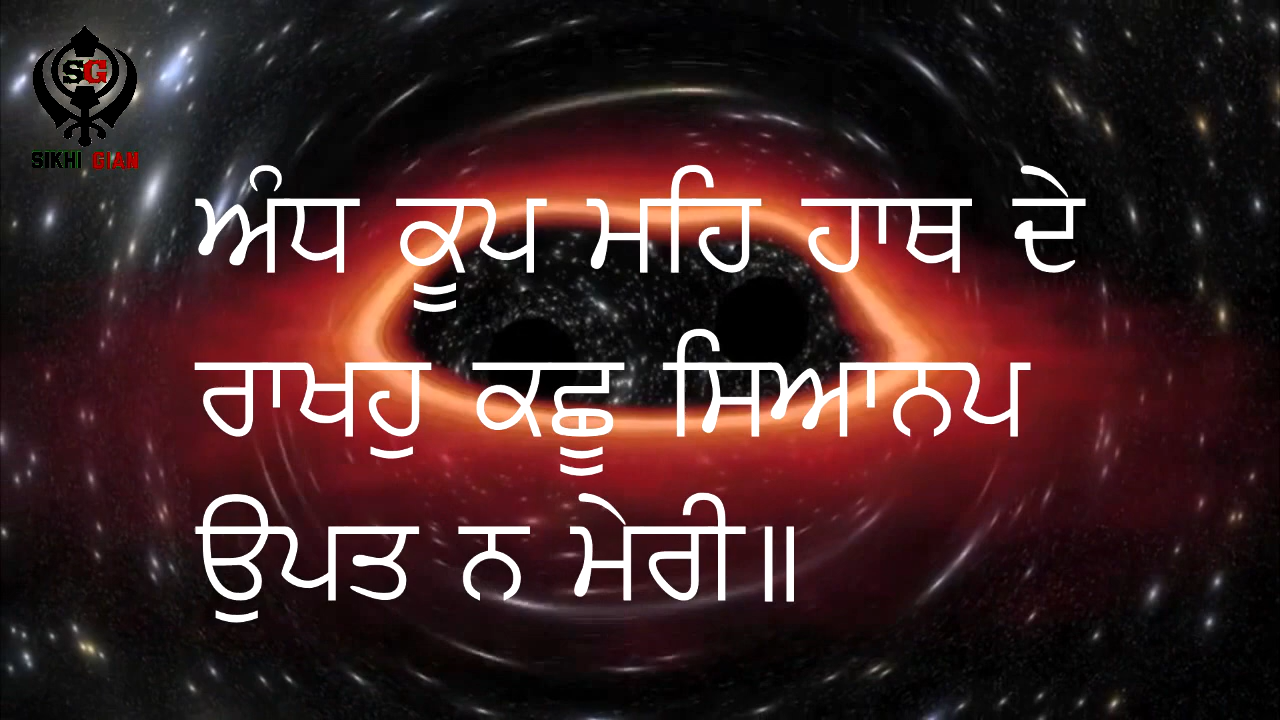 SG
SIKHI GIAN
ਅੰਧ ਕੂਪ ਮਹਿ ਹਾਥ ਦੇ
ਰਾਖਹੁ ਕਛੂ ਸਿਆਨਪ
ਉਪਤ ਨ ਮੇਰੀ॥